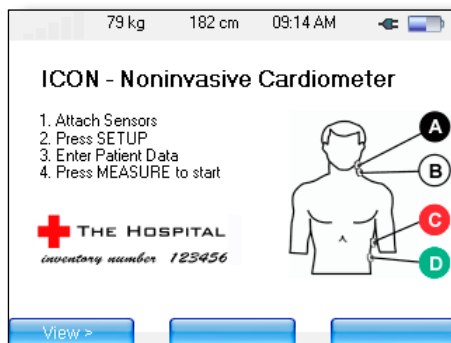 79 kg 182 cm 09:14 AM
ICON - Noninvasive Cardiometer
1. Attach Sensors
2. Press SETUP
3. Enter Patient Data
4. Press MEASURE to start
A
B
C
D
THE HOSPITAL
inventory number 123456
View >